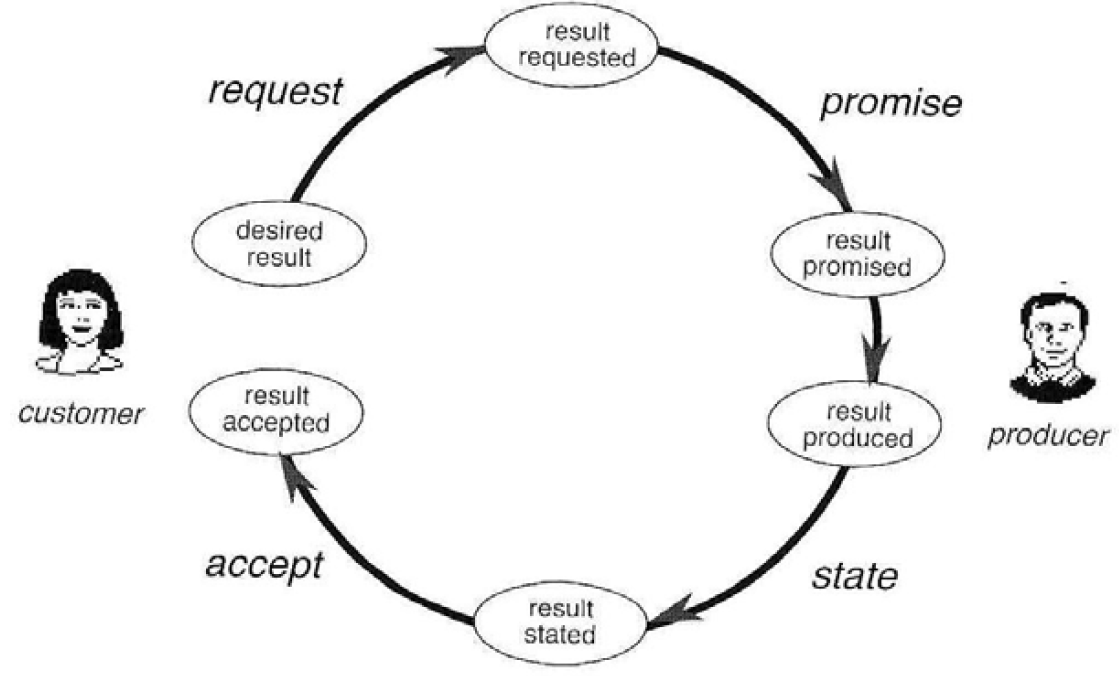 result
requested
request
promise
desired
result
result
promised
customer
result
accepted
result
produced
producer
accept
state
result
stated